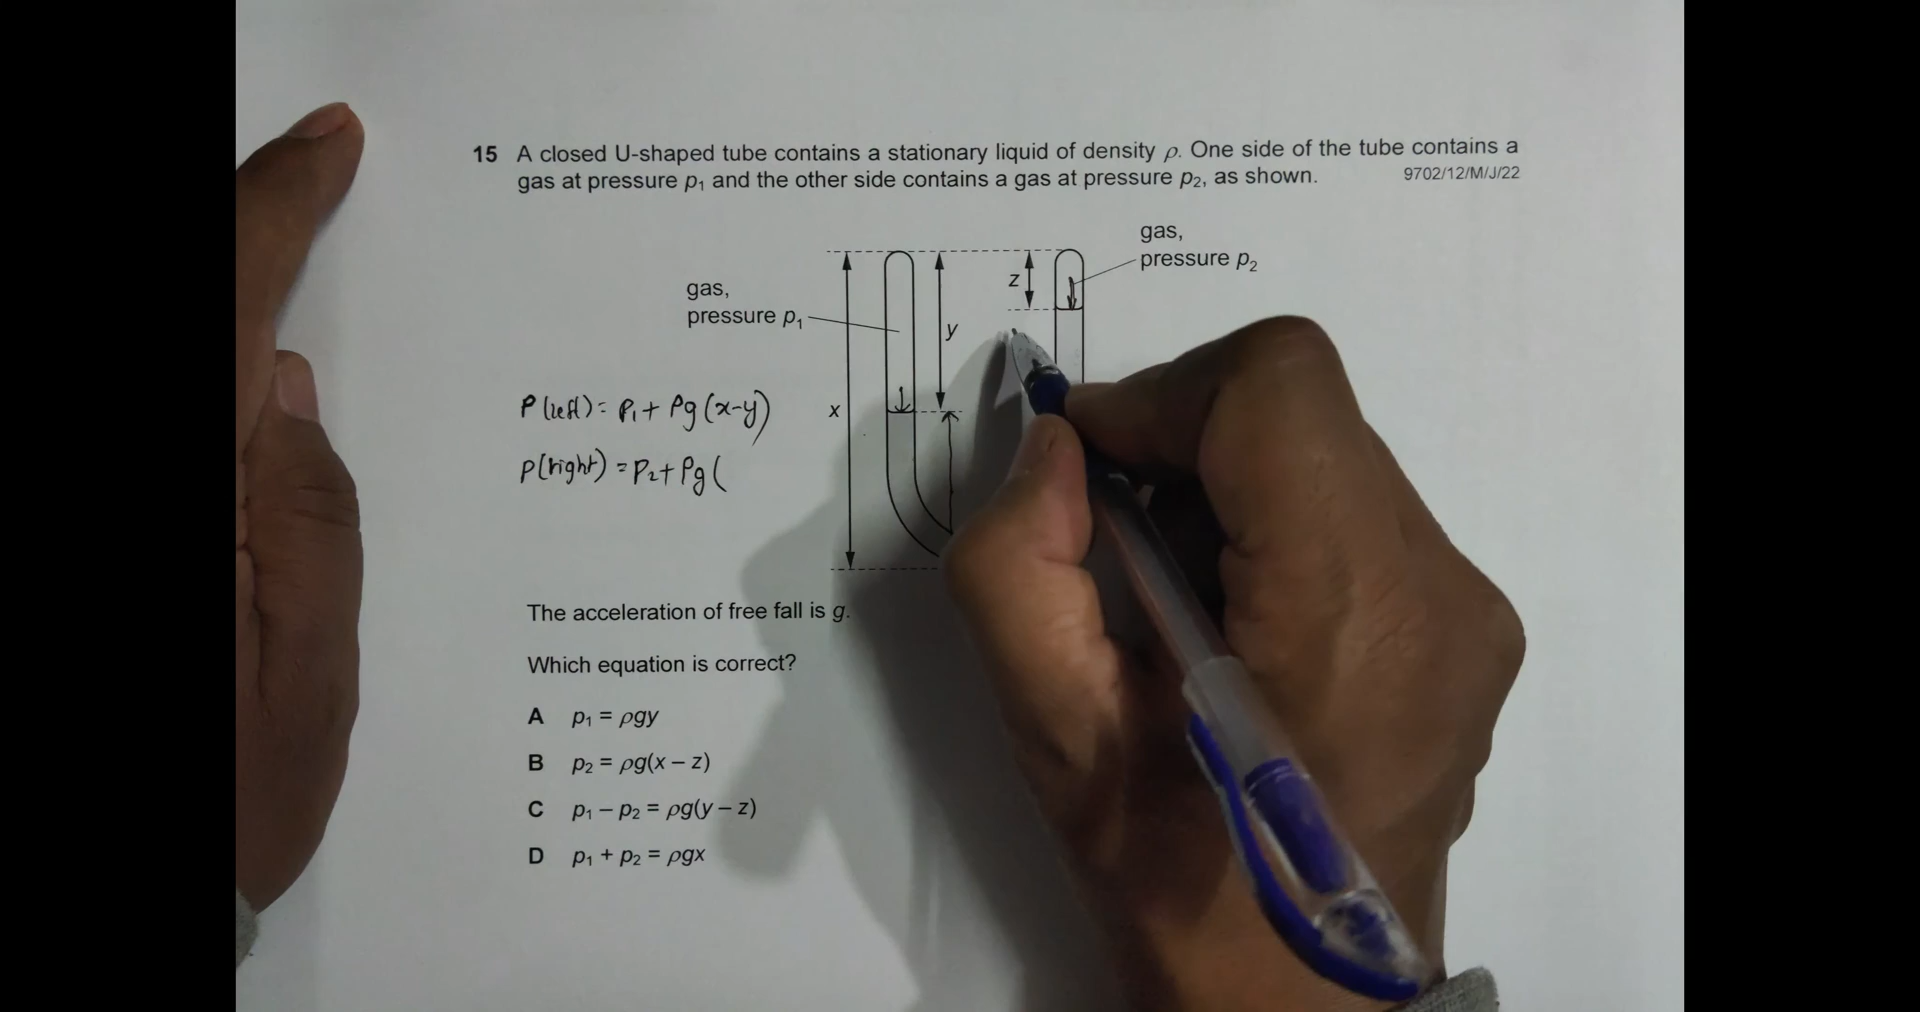 15 A closed U-shaped tube contains a stationary liquid of density ρ. One side of the tube contains a
gas at pressure p₁ and the other side contains a gas at pressure p₂, as shown.
9702/12/M/J/22
gas,
pressure p₂
gas,
pressure p₁
z
y
x
P(left) = P₁ + ρg(x-y)
P(right) = P₂ + ρg(
The acceleration of free fall is g.
Which equation is correct?
A p₁ = ρgy
B p₂ = ρg(x – z)
C p₁ – p₂ = ρg(y – z)
D p₁ + p₂ = ρgx